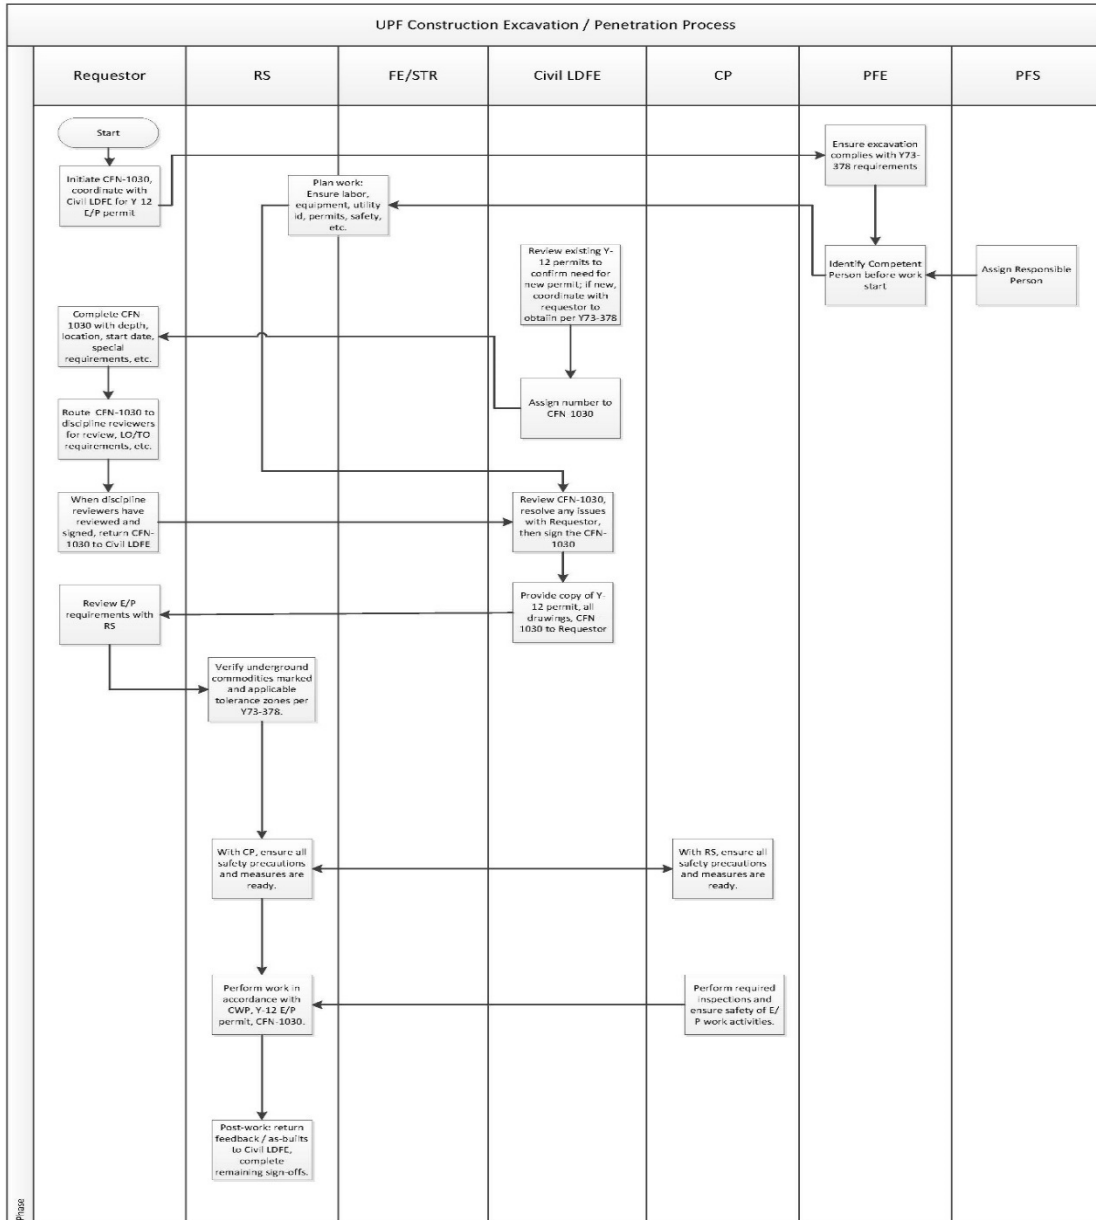 UPF Construction Excavation / Penetration Process
Requestor
RS
FE/STR
Civil LDFE
CP
PFE
PFS
Start
Initiate CFN-1030,
coordinate with
Civil LDFE for Y-12
E/P permit
Ensure excavation
complies with Y73-
378 requirements
Plan work:
Ensure labor,
equipment, utility
id, permits, safety,
etc.
Review existing Y-
12 permits to
confirm need for
new permit; if new,
coordinate with
requestor to
obtaiin per Y73-378
Identify Competent
Person before work
start
Assign Responsible
Person
Complete CFN
1030 with depth,
location, start date,
special
requirements, etc.
Assign number to
CFN-1030
Route CFN-1030 to
discipline reviewers
for review, LO/TO
requirements, etc.
When discipline
reviewers have
reviewed and
signed, return CFN-
1030 to Civil LDFE
Review CFN-1030,
resolve any issues
with Requestor,
then sign the CFN-
1030
Review E/P
requirements with
RS
Provide copy of Y-
12 permit, all
drawings, CFN
1030 to Requestor
Verify underground
commodities marked
and applicable
tolerance zones per
Y73-378.
With CP, ensure all
safety precautions
and measures are
ready.
With RS, ensure all
safety precautions
and measures are
ready.
Perform work in
accordance with
CWP, Y-12 E/P
permit, CFN-1030.
Perform required
inspections and
ensure safety of E/
P work activities.
Post-work: return
feedback / as-builts
to Civil LDFE,
complete
remaining sign-offs.
Phase